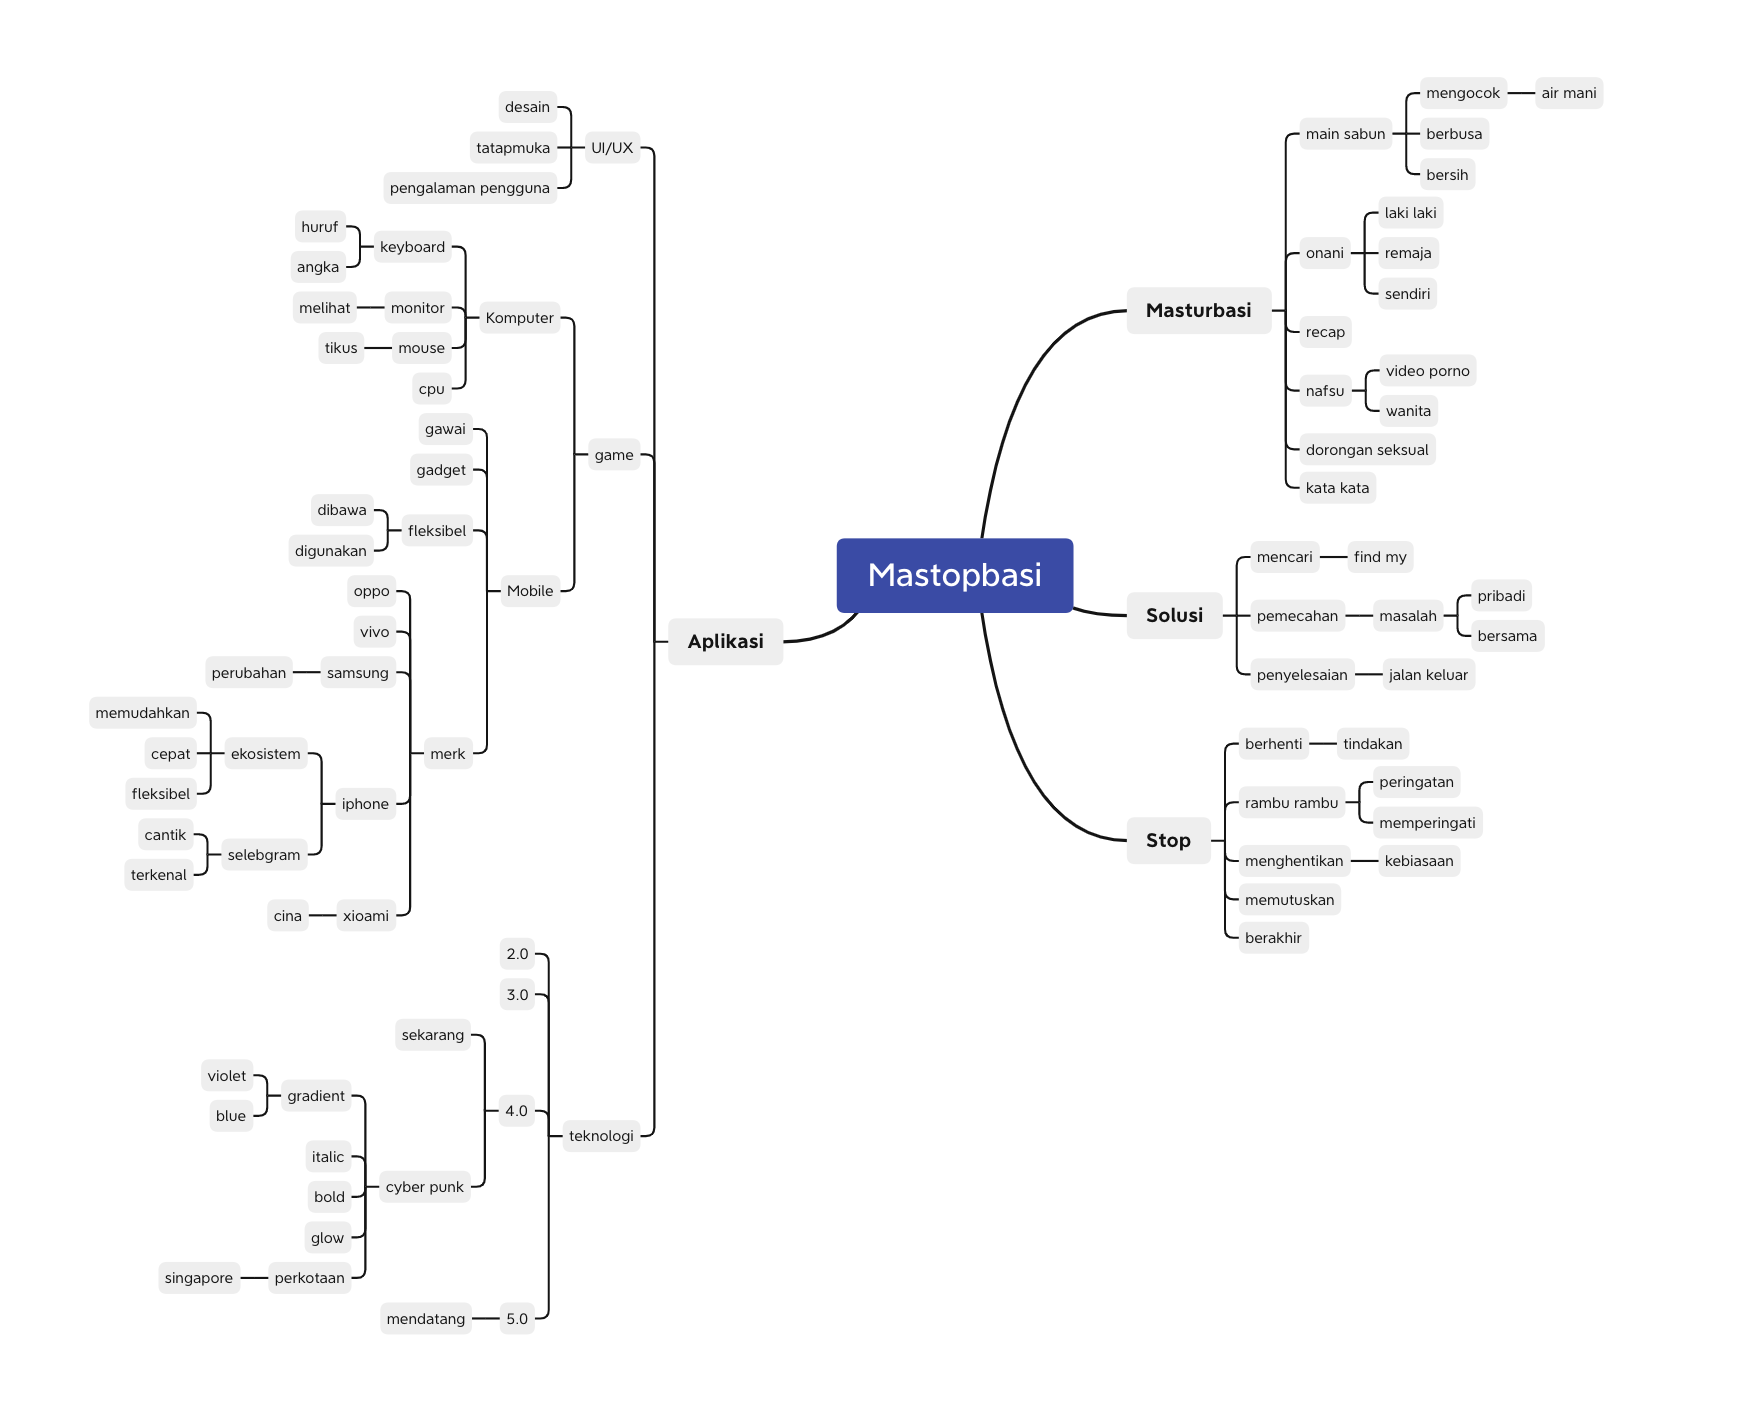 Mastopbasi
Masturbasi
main sabun
mengocok
air mani
berbusa
bersih
onani
laki laki
remaja
sendiri
recap
nafsu
video porno
wanita
dorongan seksual
kata kata
Solusi
mencari
find my
pemecahan
masalah
pribadi
bersama
penyelesaian
jalan keluar
Stop
berhenti
tindakan
rambu rambu
peringatan
memperingati
menghentikan
kebiasaan
memutuskan
berakhir
Aplikasi
UI/UX
desain
tatapmuka
pengalaman pengguna
game
Komputer
keyboard
huruf
angka
monitor
melihat
mouse
tikus
cpu
Mobile
gawai
gadget
fleksibel
dibawa
digunakan
merk
oppo
vivo
samsung
perubahan
iphone
ekosistem
memudahkan
cepat
fleksibel
selebgram
cantik
terkenal
xioami
cina
teknologi
2.0
3.0
4.0
sekarang
cyber punk
gradient
violet
blue
italic
bold
glow
perkotaan
singapore
5.0
mendatang